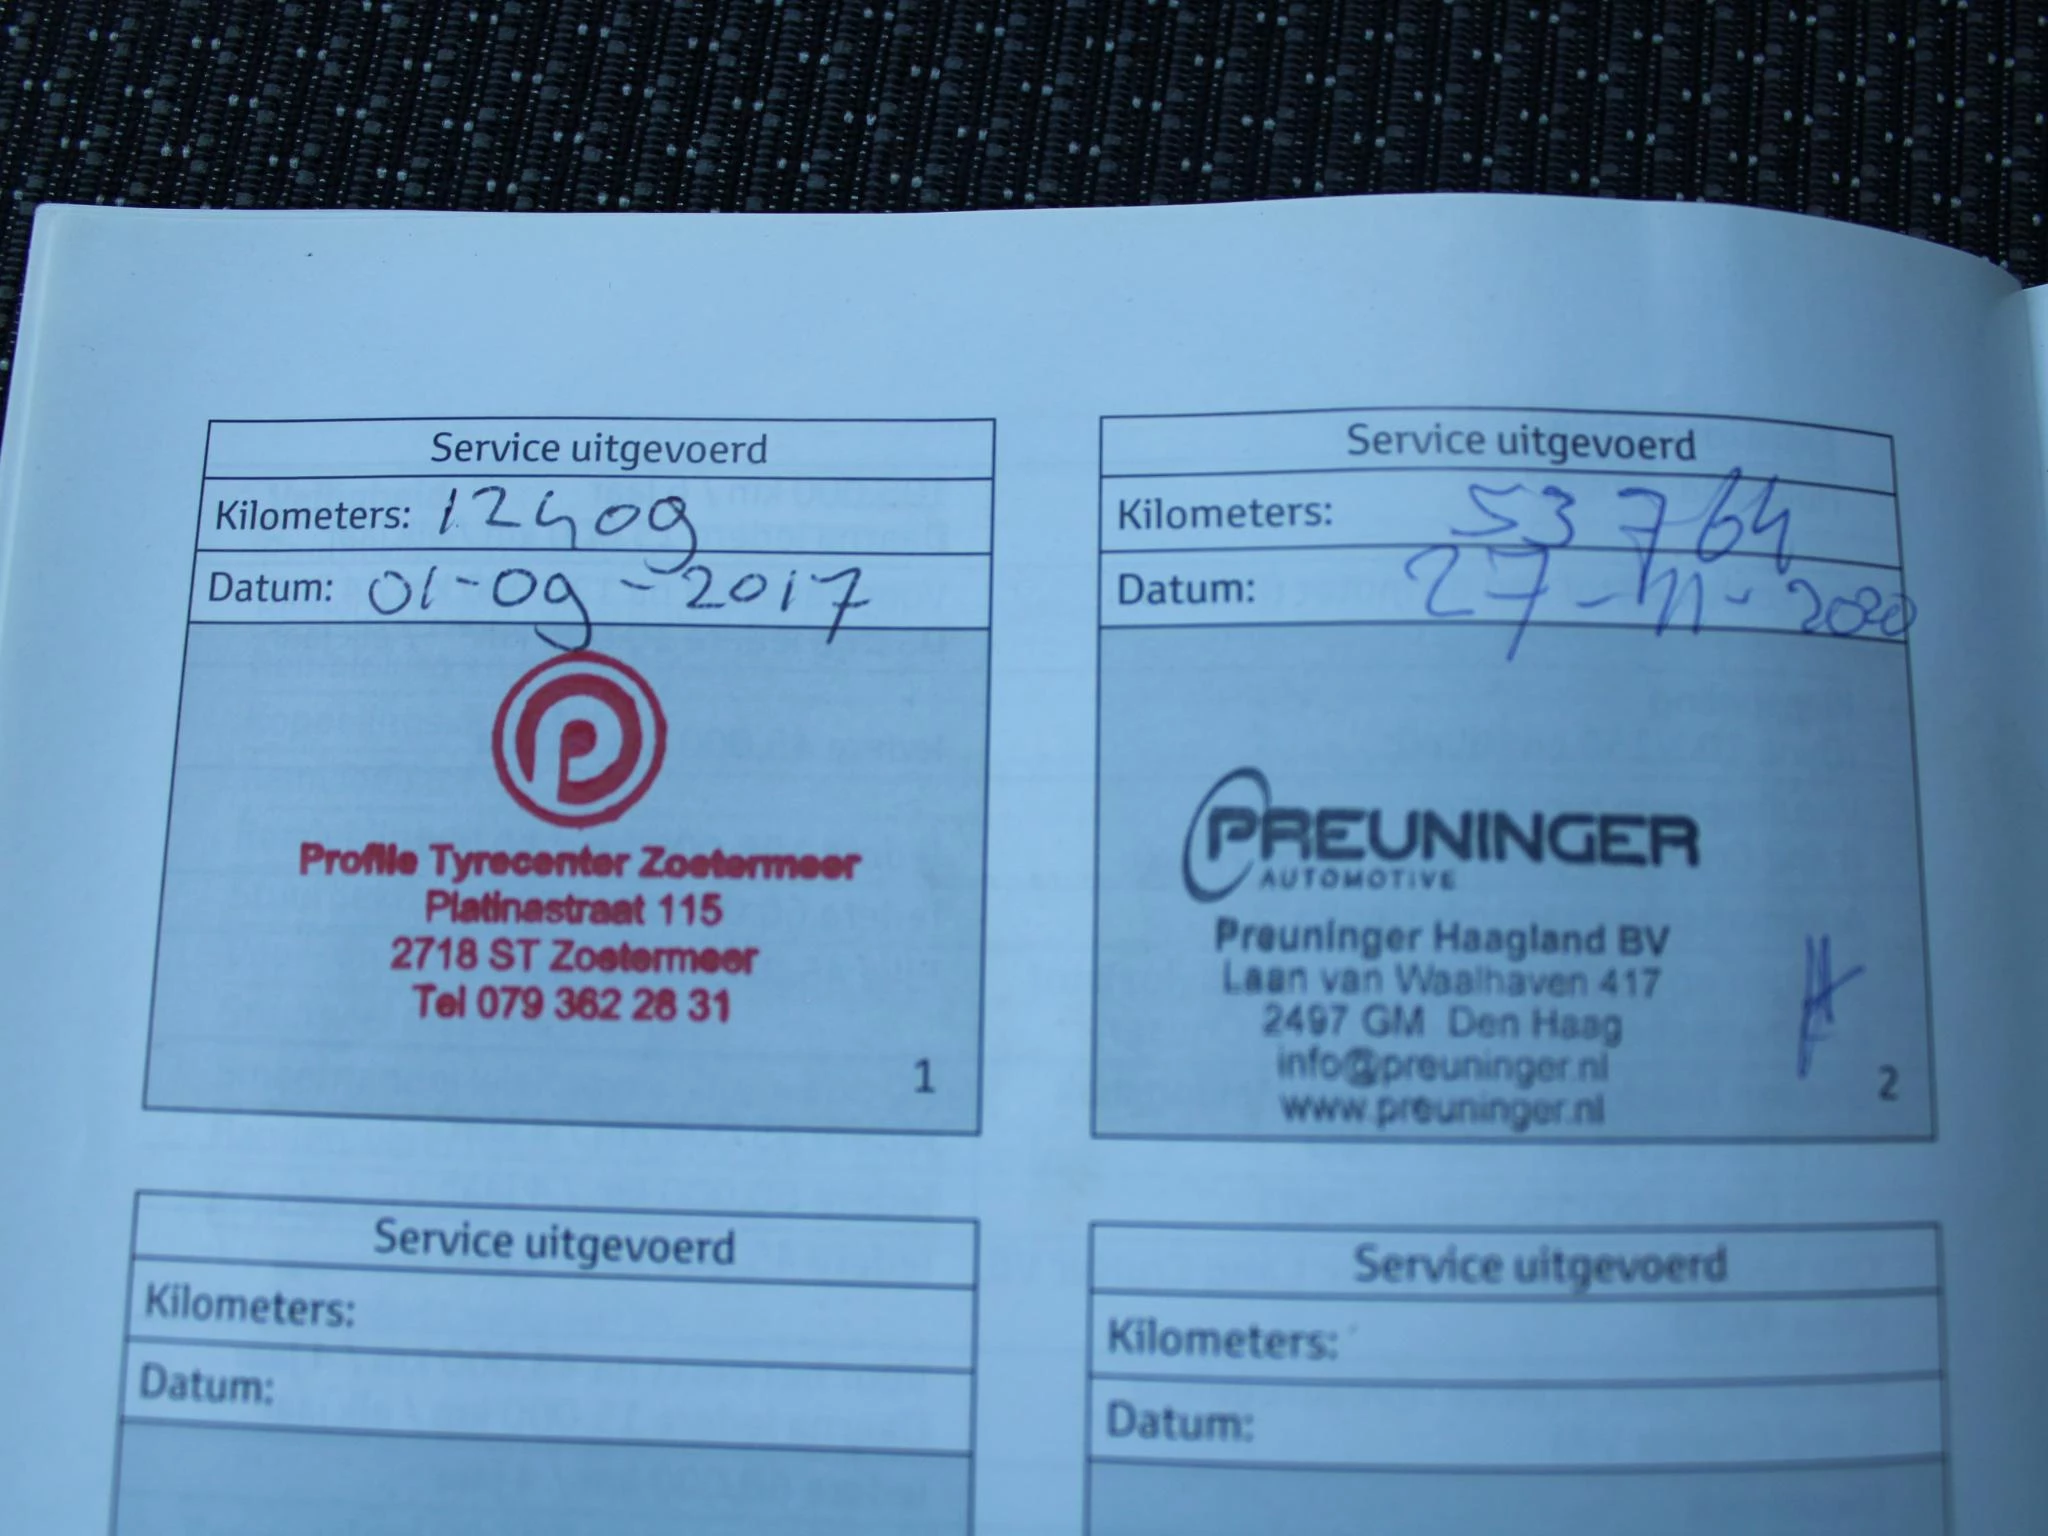 Service uitgevoerd
Kilometers: 12409
Datum: 01-09-2017
P
Profile Tyrecenter Zoetermeer
Platinastraat 115
2718 ST Zoetermeer
Tel 079 362 28 31
1
Service uitgevoerd
Kilometers: 53764
Datum: 27-11-2020
PREUNINGER
AUTOMOTIVE
Preuninger Haagland BV
Laan van Waalhaven 417
2497 GM Den Haag
info@preuninger.nl
www.preuninger.nl
2
Service uitgevoerd
Kilometers:
Datum:
Service uitgevoerd
Kilometers:
Datum: